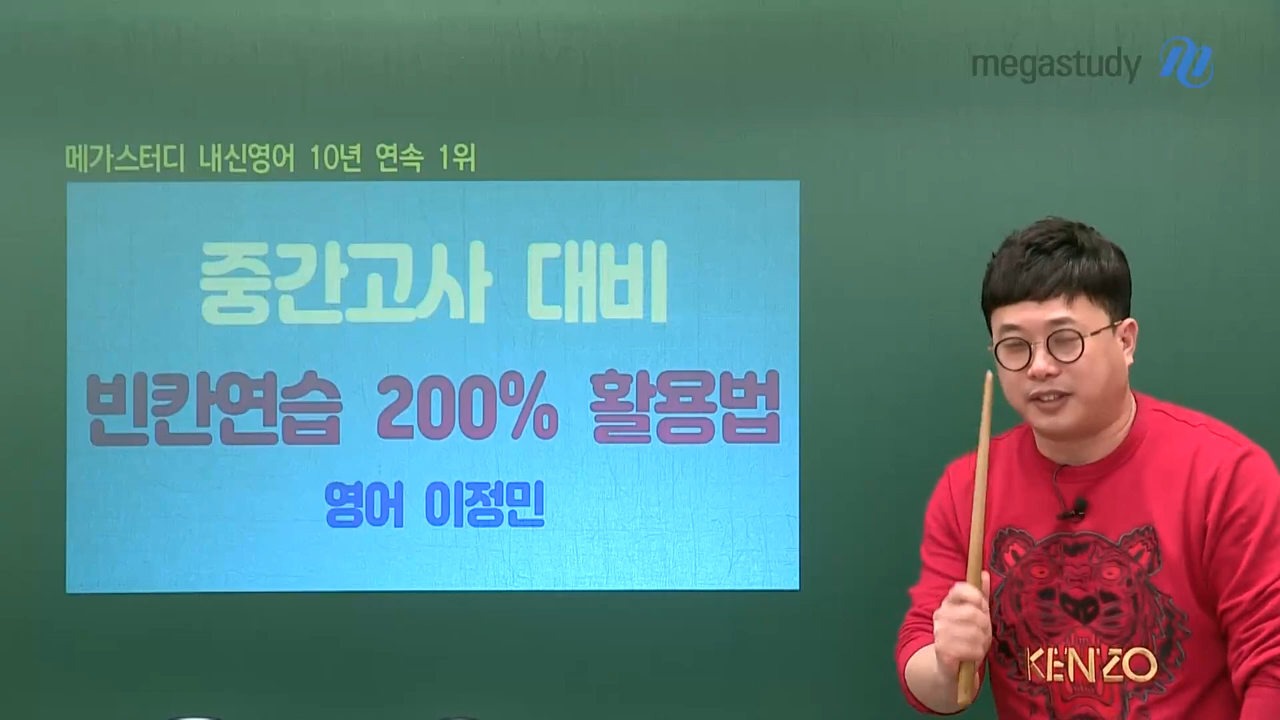 megastudy
메가스터디 내신영어 10년 연속 1위
중간고사 대비
빈칸연습 200% 활용법
영어 이정민
KENZO